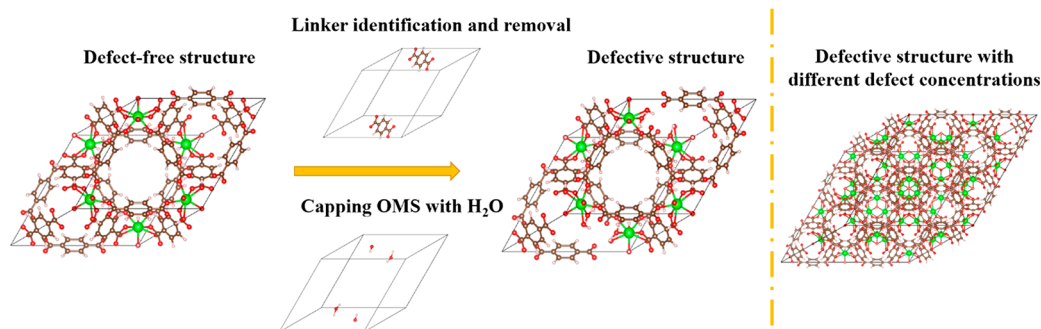 Defect-free structure
Linker identification and removal
Capping OMS with H₂O
Defective structure
Defective structure with
different defect concentrations